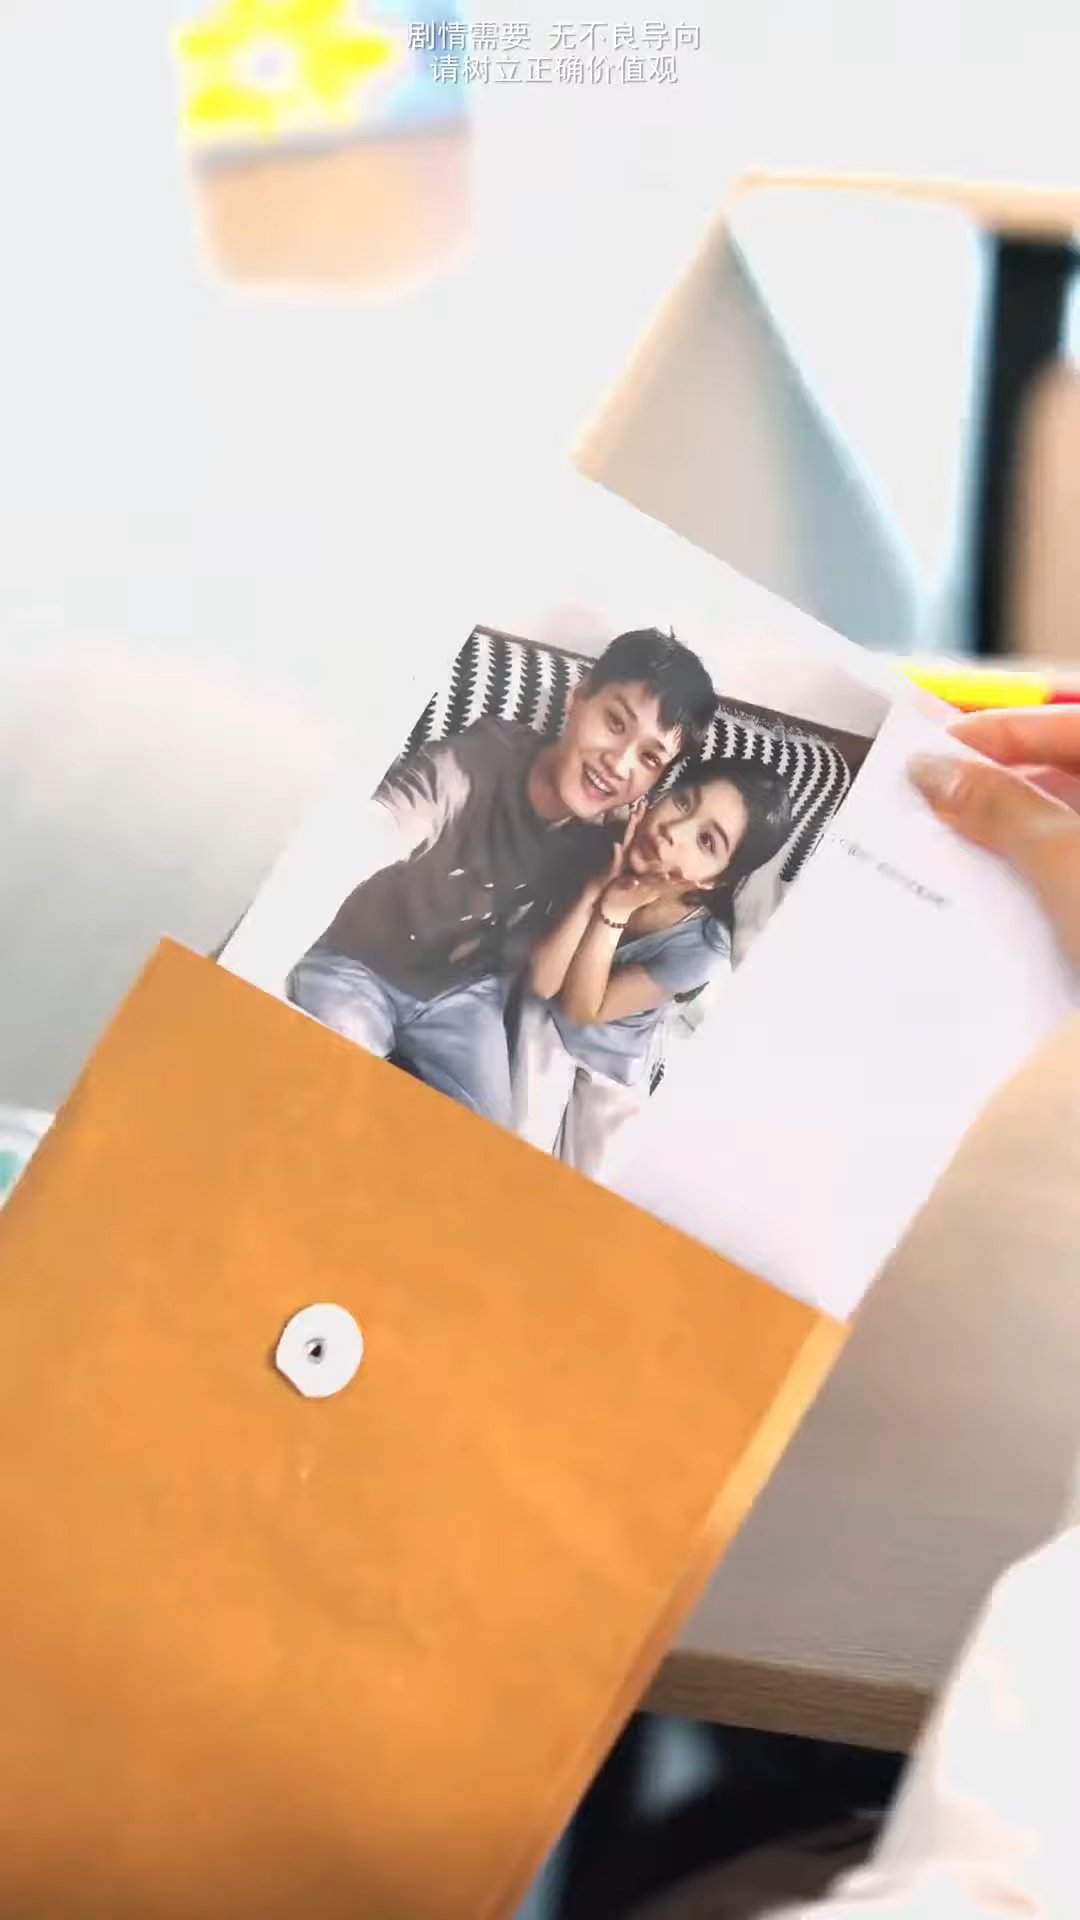 剧情需要 无不良导向
请树立正确价值观